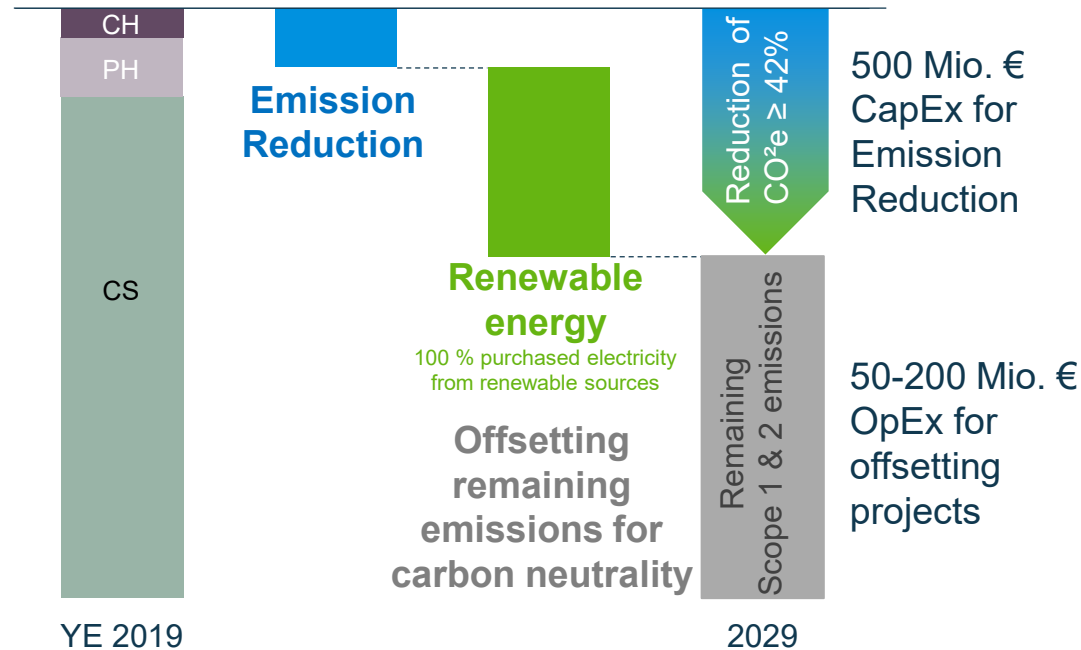 CH
PH
CS
YE 2019
Emission
Reduction
Renewable
energy
100 % purchased electricity
from renewable sources
Offsetting
remaining
emissions for
carbon neutrality
Reduction of
CO²e ≥ 42%
Remaining
Scope 1 & 2 emissions
2029
500 Mio. €
CapEx for
Emission
Reduction
50-200 Mio. €
OpEx for
offsetting
projects